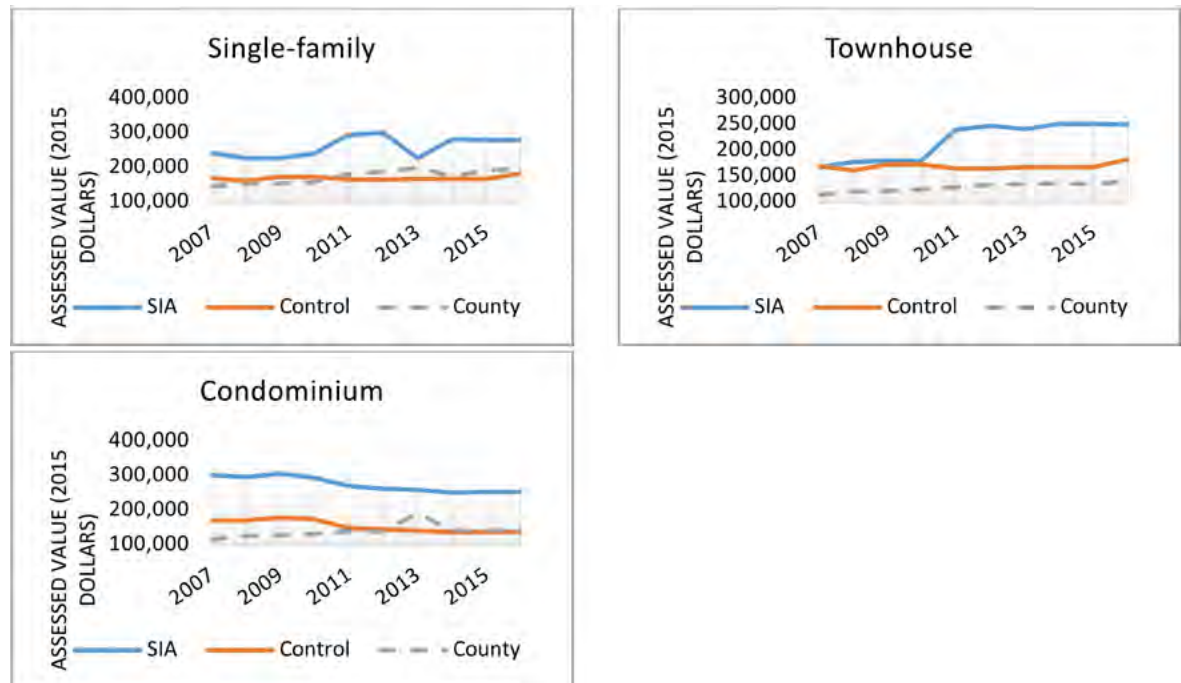 Single-family
ASSESSED VALUE (2015
DOLLARS)
400,000
300,000
200,000
100,000
2007
2009
2011
2013
2015
SIA
Control
County
Townhouse
ASSESSED VALUE (2015
DOLLARS)
300,000
250,000
200,000
150,000
100,000
2007
2009
2011
2013
2015
SIA
Control
County
Condominium
ASSESSED VALUE (2015
DOLLARS)
400,000
300,000
200,000
100,000
2007
2009
2011
2013
2015
SIA
Control
County